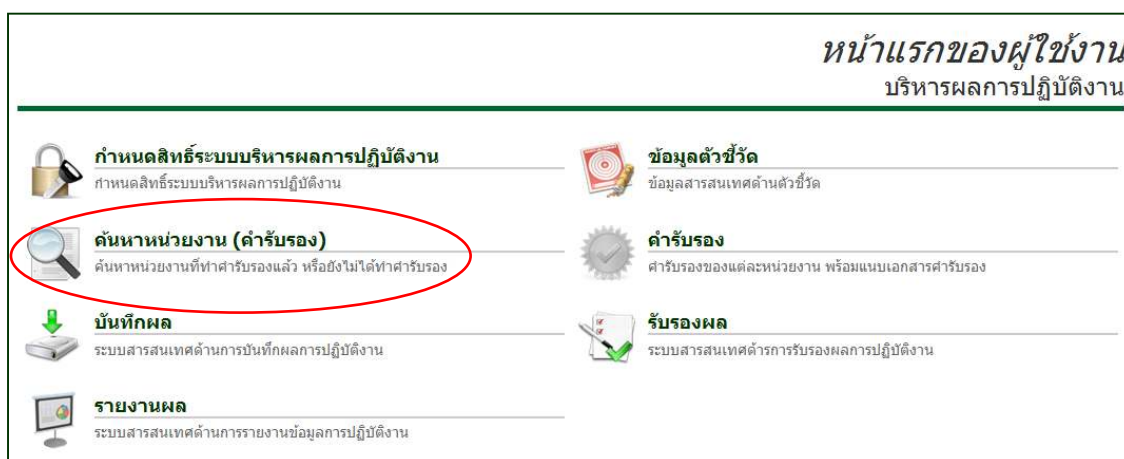 หน้าแรกของผู้ใช้งาน
บริหารผลการปฏิบัติงาน
กำหนดสิทธิ์ระบบบริหารผลการปฏิบัติงาน
กำหนดสิทธิ์ระบบบริหารผลการปฏิบัติงาน
ข้อมูลตัวชี้วัด
ข้อมูลสารสนเทศด้านตัวชี้วัด
ค้นหาหน่วยงาน (คำรับรอง)
ค้นหาหน่วยงานที่ทำคำรับรองแล้ว หรือยังไม่ได้ทำคำรับรอง
คำรับรอง
คำรับรองของแต่ละหน่วยงาน พร้อมแนบเอกสารคำรับรอง
บันทึกผล
ระบบสารสนเทศด้านการบันทึกผลการปฏิบัติงาน
รับรองผล
ระบบสารสนเทศด้ารการรับรองผลการปฏิบัติงาน
รายงานผล
ระบบสารสนเทศด้านการรายงานข้อมูลการปฏิบัติงาน